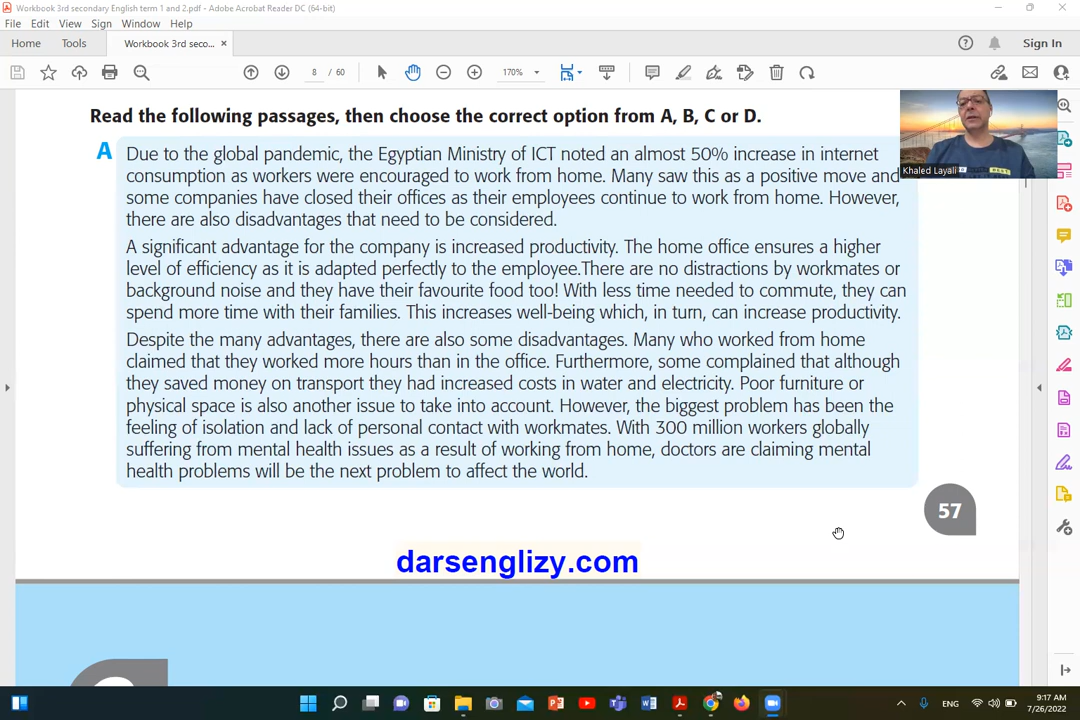 Workbook 3rd secondary English term 1 and 2.pdf - Adobe Acrobat Reader DC (64-bit)
File Edit View Sign Window Help
Home Tools Workbook 3rd seco... × Sign In
8 / 60 170%
Read the following passages, then choose the correct option from A, B, C or D.
A Due to the global pandemic, the Egyptian Ministry of ICT noted an almost 50% increase in internet
consumption as workers were encouraged to work from home. Many saw this as a positive move and
some companies have closed their offices as their employees continue to work from home. However,
there are also disadvantages that need to be considered.
A significant advantage for the company is increased productivity. The home office ensures a higher
level of efficiency as it is adapted perfectly to the employee.There are no distractions by workmates or
background noise and they have their favourite food too! With less time needed to commute, they can
spend more time with their families. This increases well-being which, in turn, can increase productivity.
Despite the many advantages, there are also some disadvantages. Many who worked from home
claimed that they worked more hours than in the office. Furthermore, some complained that although
they saved money on transport they had increased costs in water and electricity. Poor furniture or
physical space is also another issue to take into account. However, the biggest problem has been the
feeling of isolation and lack of personal contact with workmates. With 300 million workers globally
suffering from mental health issues as a result of working from home, doctors are claiming mental
health problems will be the next problem to affect the world.
Khaled Layali
57
darsenglizy.com
ENG
9:17 AM
7/26/2022